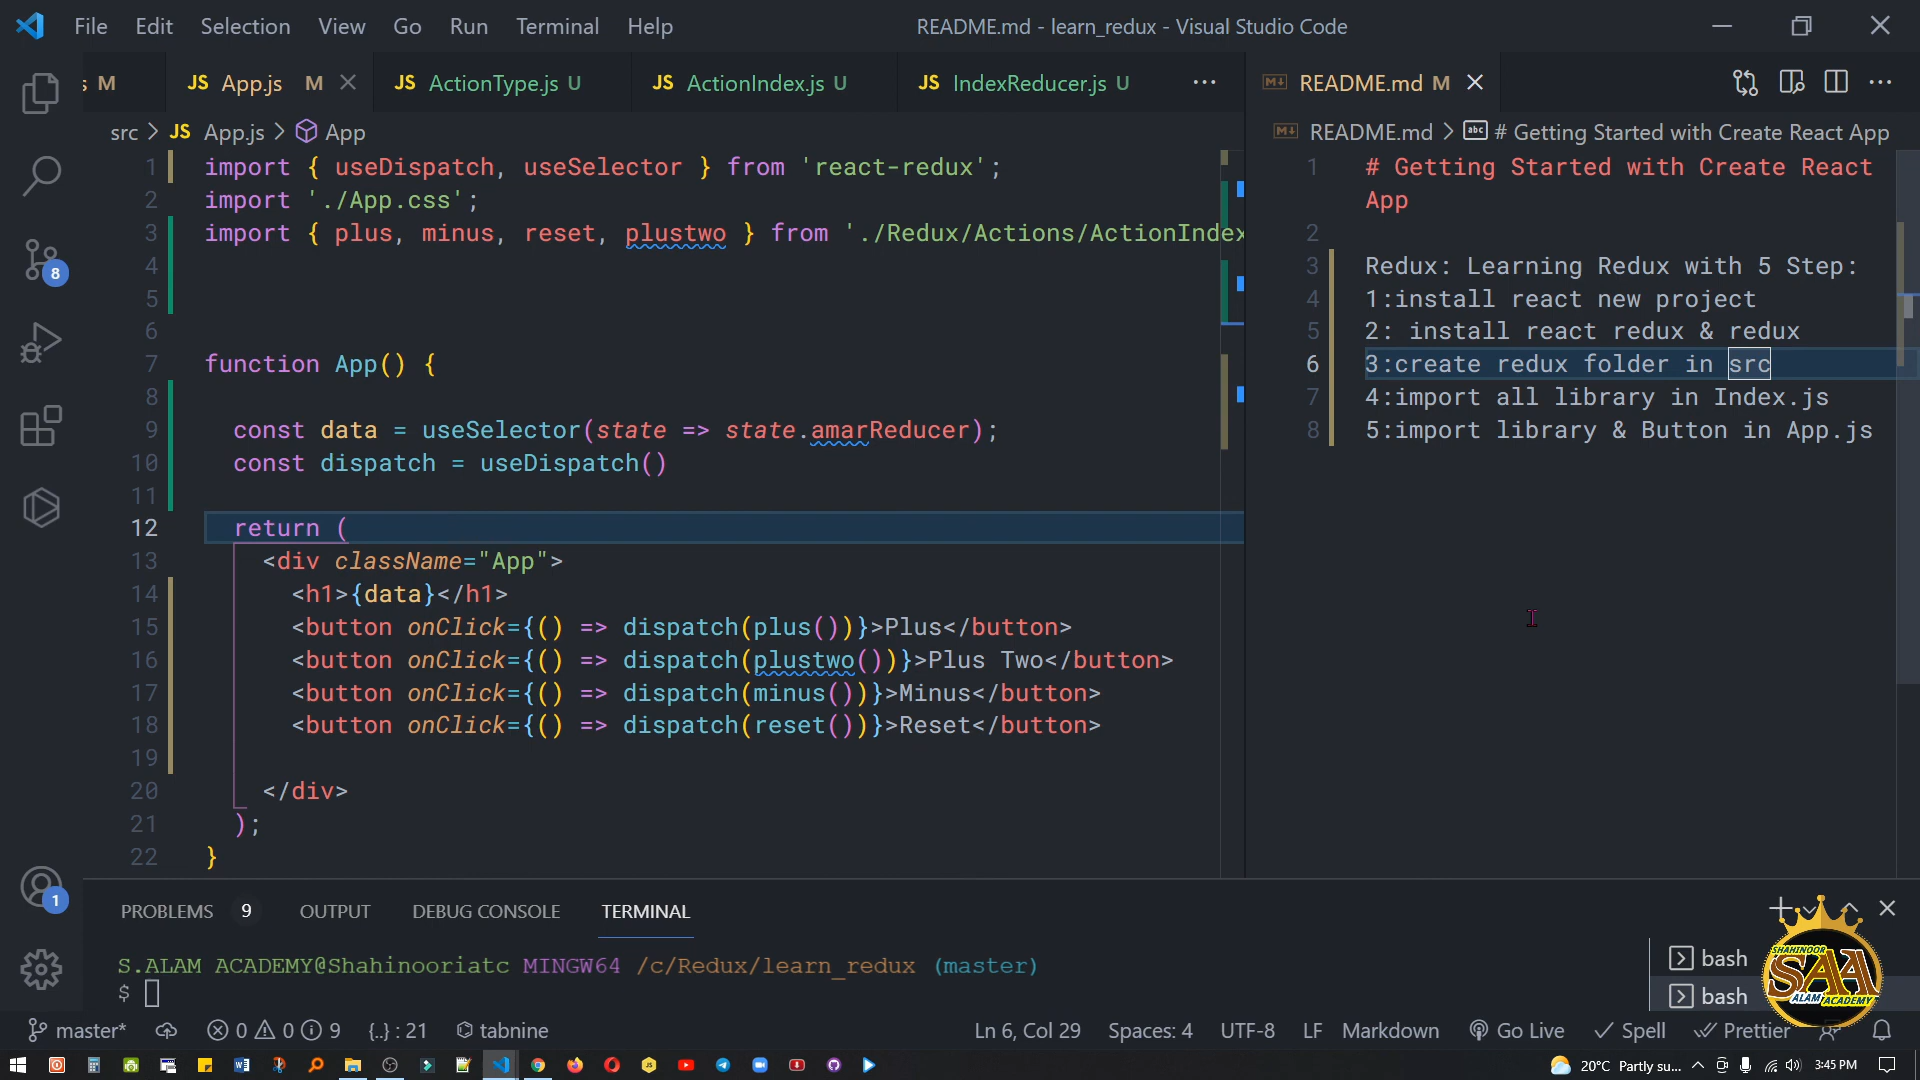 File Edit Selection View Go Run Terminal Help README.md - learn_redux - Visual Studio Code
s M JS App.js M JS ActionType.js U JS ActionIndex.js U JS IndexReducer.js U ···
README.md M ···
src > JS App.js > App
README.md > abc # Getting Started with Create React App
1 import { useDispatch, useSelector } from 'react-redux';
2 import './App.css';
3 import { plus, minus, reset, plustwo } from './Redux/Actions/ActionIndex
4
5
6
7 function App() {
8
9 const data = useSelector(state => state.amarReducer);
10 const dispatch = useDispatch()
11
12 return (
13 <div className="App">
14 <h1>{data}</h1>
15 <button onClick={() => dispatch(plus())}>Plus</button>
16 <button onClick={() => dispatch(plustwo())}>Plus Two</button>
17 <button onClick={() => dispatch(minus())}>Minus</button>
18 <button onClick={() => dispatch(reset())}>Reset</button>
19
20 </div>
21 );
22 }
1 # Getting Started with Create React
App
2
3 Redux: Learning Redux with 5 Step:
4 1:install react new project
5 2: install react redux & redux
6 3:create redux folder in src
7 4:import all library in Index.js
8 5:import library & Button in App.js
8
1
PROBLEMS 9 OUTPUT DEBUG CONSOLE TERMINAL
S.ALAM ACADEMY@Shahinooriatc MINGW64 /c/Redux/learn_redux (master)
$
bash
bash
SHAHINOOR
SAA
ALAM ACADEMY
master* 0 0 9 {..} : 21 tabnine Ln 6, Col 29 Spaces: 4 UTF-8 LF Markdown Go Live Spell Prettier
20°C Partly su... 3:45 PM